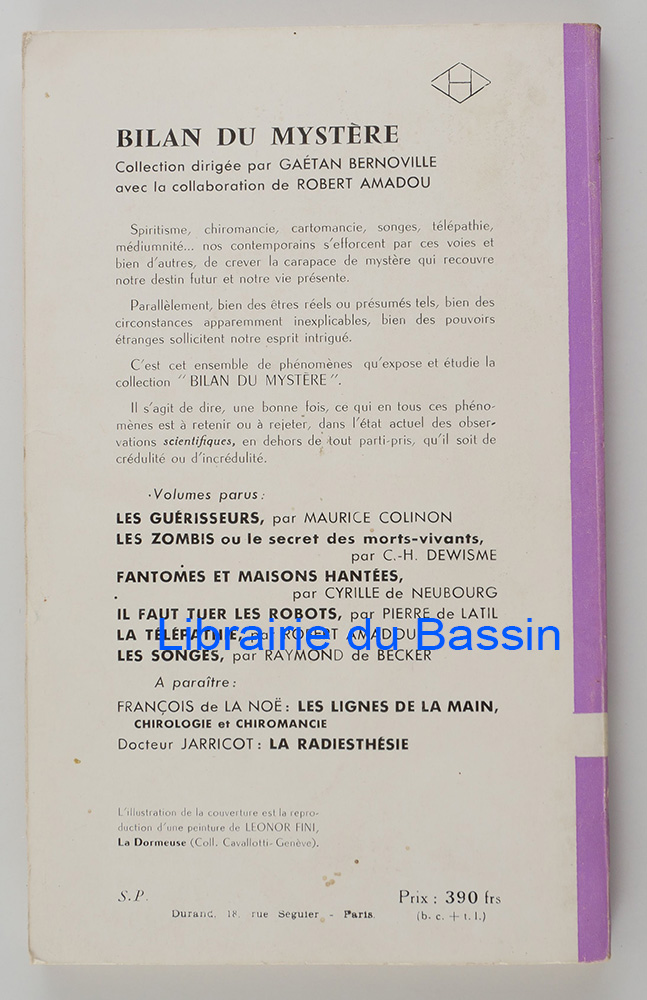 H
BILAN DU MYSTÈRE
Collection dirigée par GAÉTAN BERNOVILLE
avec la collaboration de ROBERT AMADOU
Spiritisme, chiromancie, cartomancie, songes, télépathie,
médiumnité... nos contemporains s'efforcent par ces voies et
bien d'autres, de crever la carapace de mystère qui recouvre
notre destin futur et notre vie présente.
Parallèlement, bien des êtres réels ou présumés tels, bien des
circonstances apparemment inexplicables, bien des pouvoirs
étranges sollicitent notre esprit intrigué.
C'est cet ensemble de phénomènes qu'expose et étudie la
collection "BILAN DU MYSTÈRE".
Il s'agit de dire, une bonne fois, ce qui en tous ces phéno-
mènes est à retenir ou à rejeter, dans l'état actuel des obser-
vations scientifiques, en dehors de tout parti-pris, qu'il soit de
crédulité ou d'incrédulité.
Volumes parus :
LES GUÉRISSEURS, par MAURICE COLINON
LES ZOMBIS ou le secret des morts-vivants,
par C.-H. DEWISME
FANTOMES ET MAISONS HANTÉES,
par CYRILLE de NEUBOURG
IL FAUT TUER LES ROBOTS, par PIERRE de LATIL
LA TÉLÉPATHIE, par ROBERT AMADOU
Librairie du Bassin
LES SONGES, par RAYMOND de BECKER
A paraître :
FRANÇOIS de LA NOË : LES LIGNES DE LA MAIN,
CHIROLOGIE et CHIROMANCIE
Docteur JARRICOT : LA RADIESTHÉSIE
L'illustration de la couverture est la repro-
duction d'une peinture de LEONOR FINI,
La Dormeuse (Coll. Cavallotti-Genève).
S.P.
Prix : 390 frs
Durand, 18, rue Séguier - Paris.
(b. c. + t. l.)